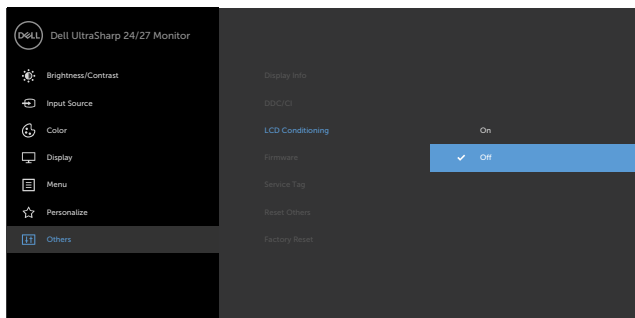 DELL
Dell UltraSharp 24/27 Monitor
Brightness/Contrast
Input Source
Color
Display
Menu
Personalize
Others
Display Info
DDC/CI
LCD Conditioning
Firmware
Service Tag
Reset Others
Factory Reset
On
Off